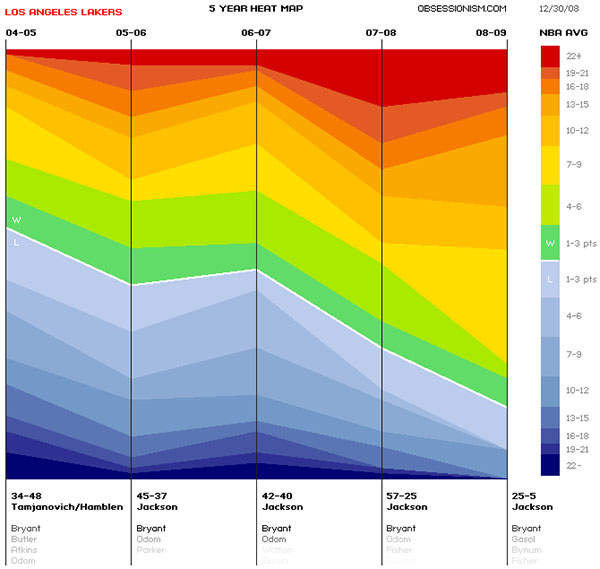 LOS ANGELES LAKERS 5 YEAR HEAT MAP OBSESSIONISM.COM 12/30/08
04-05 05-06 06-07 07-08 08-09 NBA AVG
22+
19-21
16-18
13-15
10-12
7-9
4-6
W W 1-3 pts
L L 1-3 pts
4-6
7-9
10-12
13-15
16-18
19-21
22-
34-48 45-37 42-40 57-25 25-5
Tamjanovich/Hamblen Jackson Jackson Jackson Jackson
Bryant Bryant Bryant Bryant Bryant
Butler Odom Odom Odom Gasol
Atkins Parker Walton Fisher Bynum
Odom Fisher